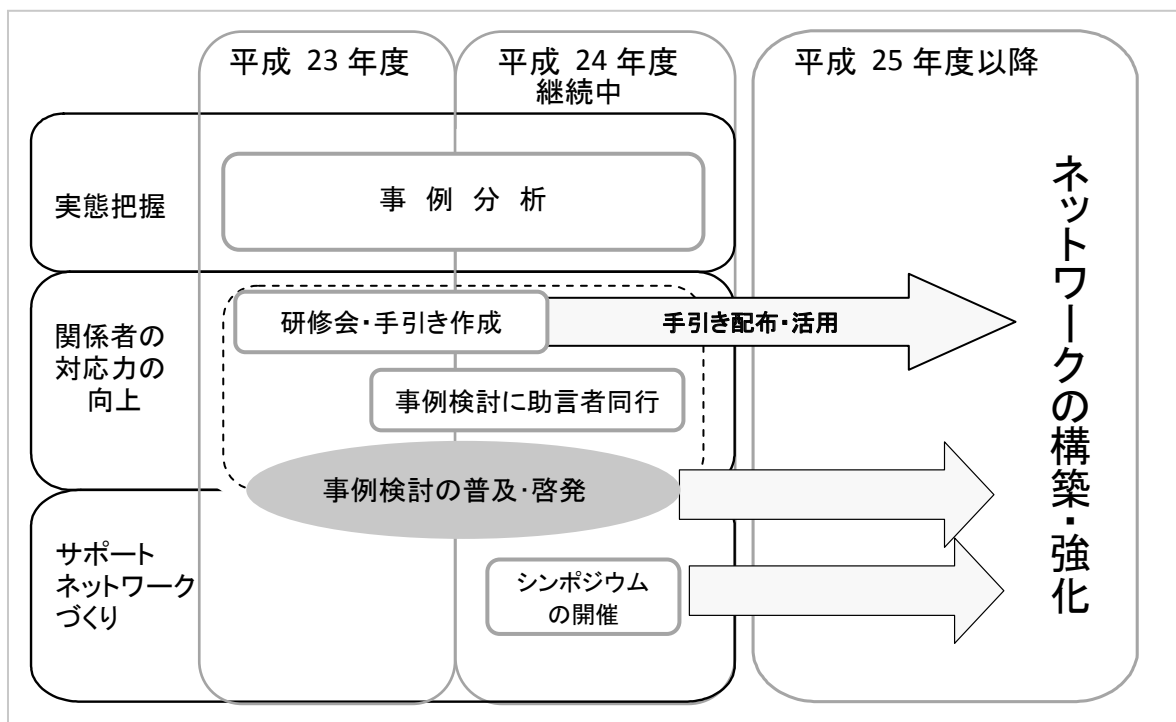 平成 23 年度
平成 24 年度
継続中
平成 25 年度以降
実態把握
事 例 分 析
関係者の
対応力の
向上
研修会・手引き作成
手引き配布・活用
事例検討に助言者同行
事例検討の普及・啓発
サポート
ネットワーク
づくり
シンポジウム
の開催
ネットワークの構築・強化